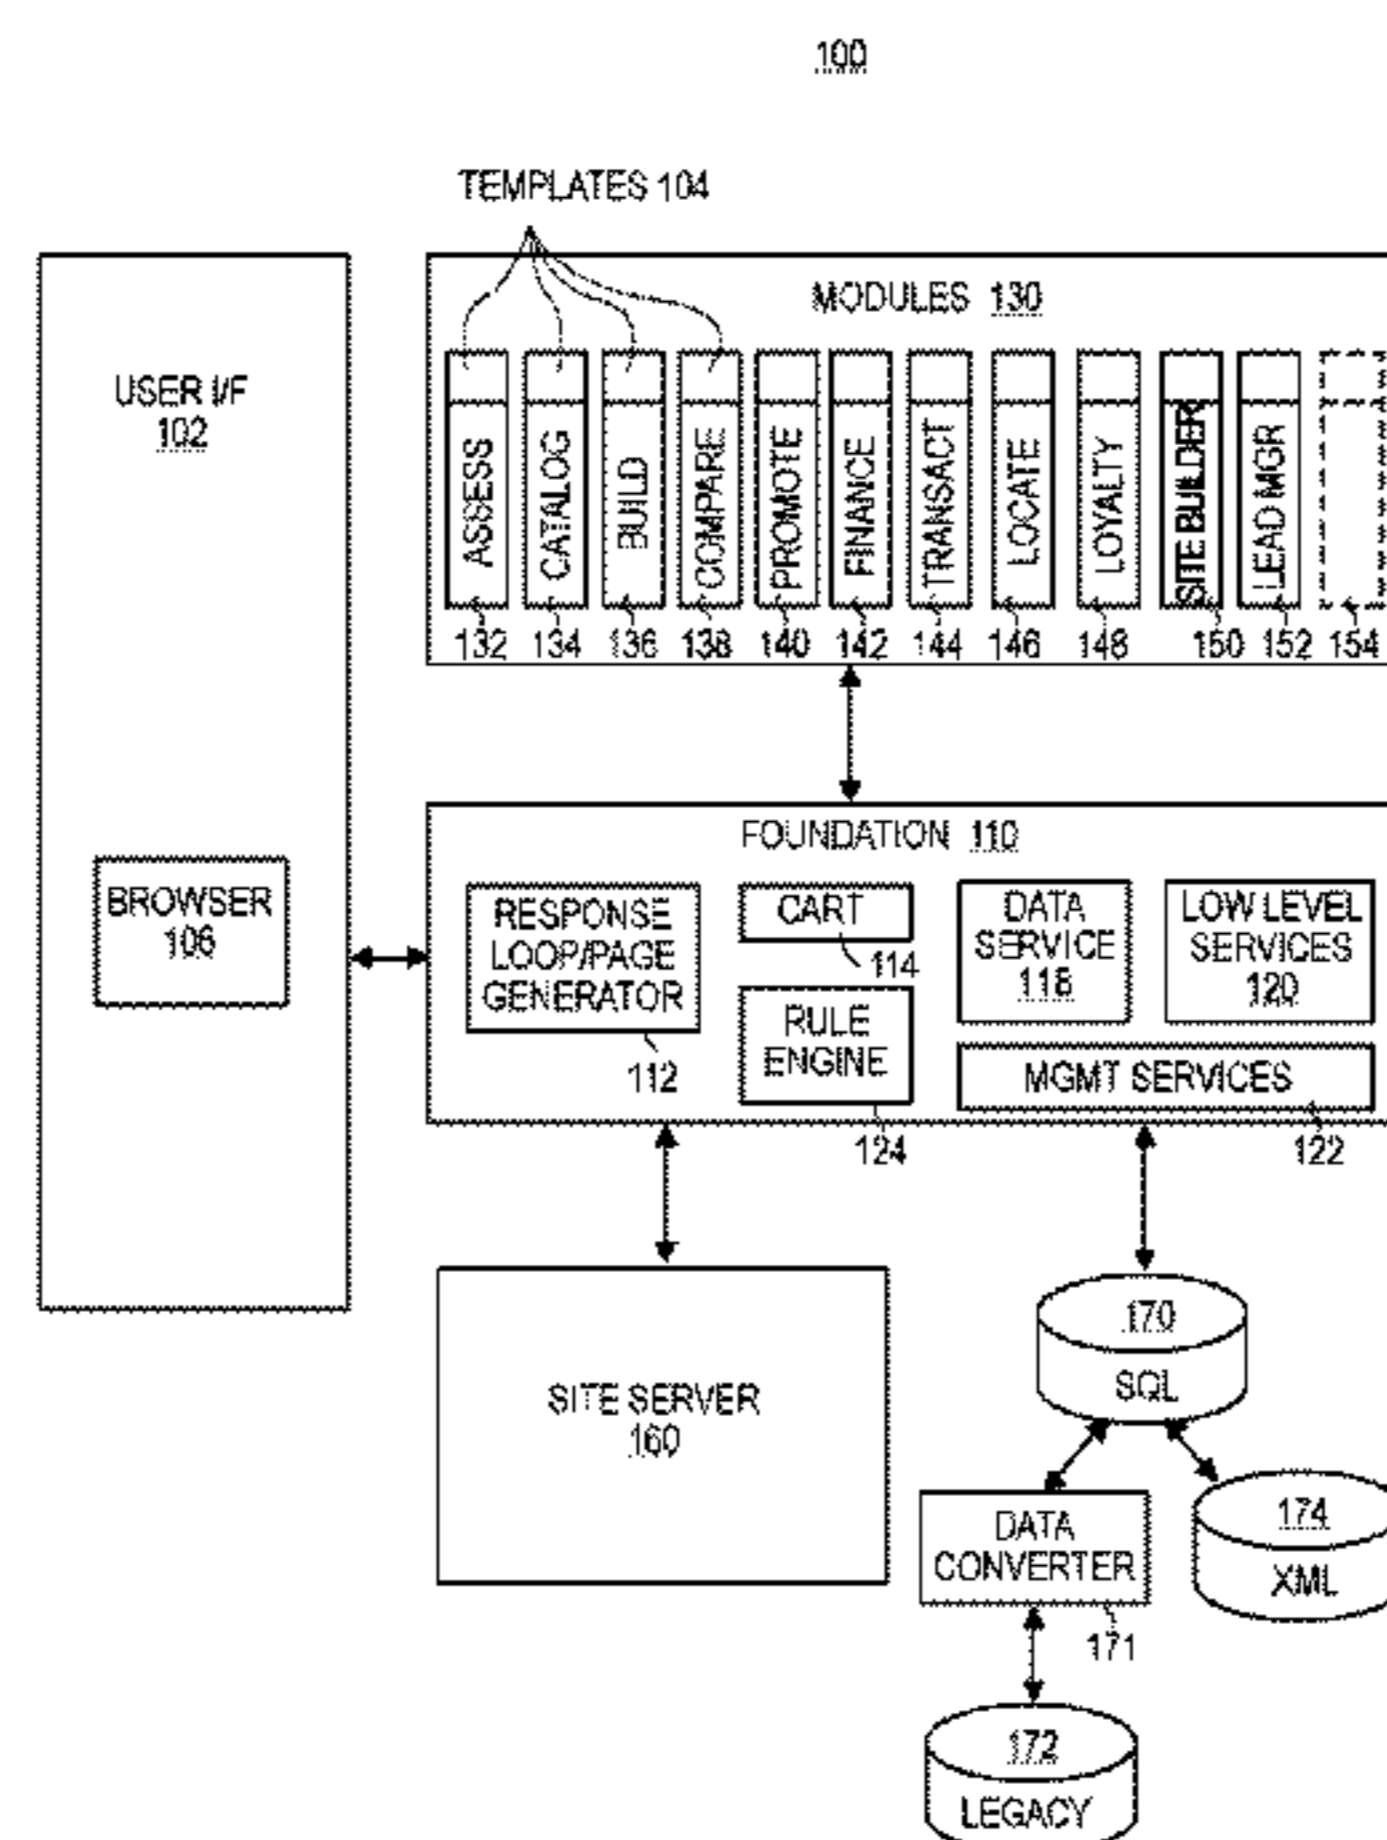 100
TEMPLATES 104
MODULES 130
USER I/F
102
ASSESS
CATALOG
BUILD
COMPARE
PROMOTE
FINANCE
TRANSACT
LOCATE
LOYALTY
SITE BUILDER
LEAD MGR
132 134 136 138 140 142 144 146 148 150 152 154
FOUNDATION 110
BROWSER
106
RESPONSE
LOOP/PAGE
GENERATOR
112
CART
114
RULE
ENGINE
124
DATA
SERVICE
118
LOW LEVEL
SERVICES
120
MGMT SERVICES
122
SITE SERVER
160
170
SQL
DATA
CONVERTER
171
174
XML
172
LEGACY